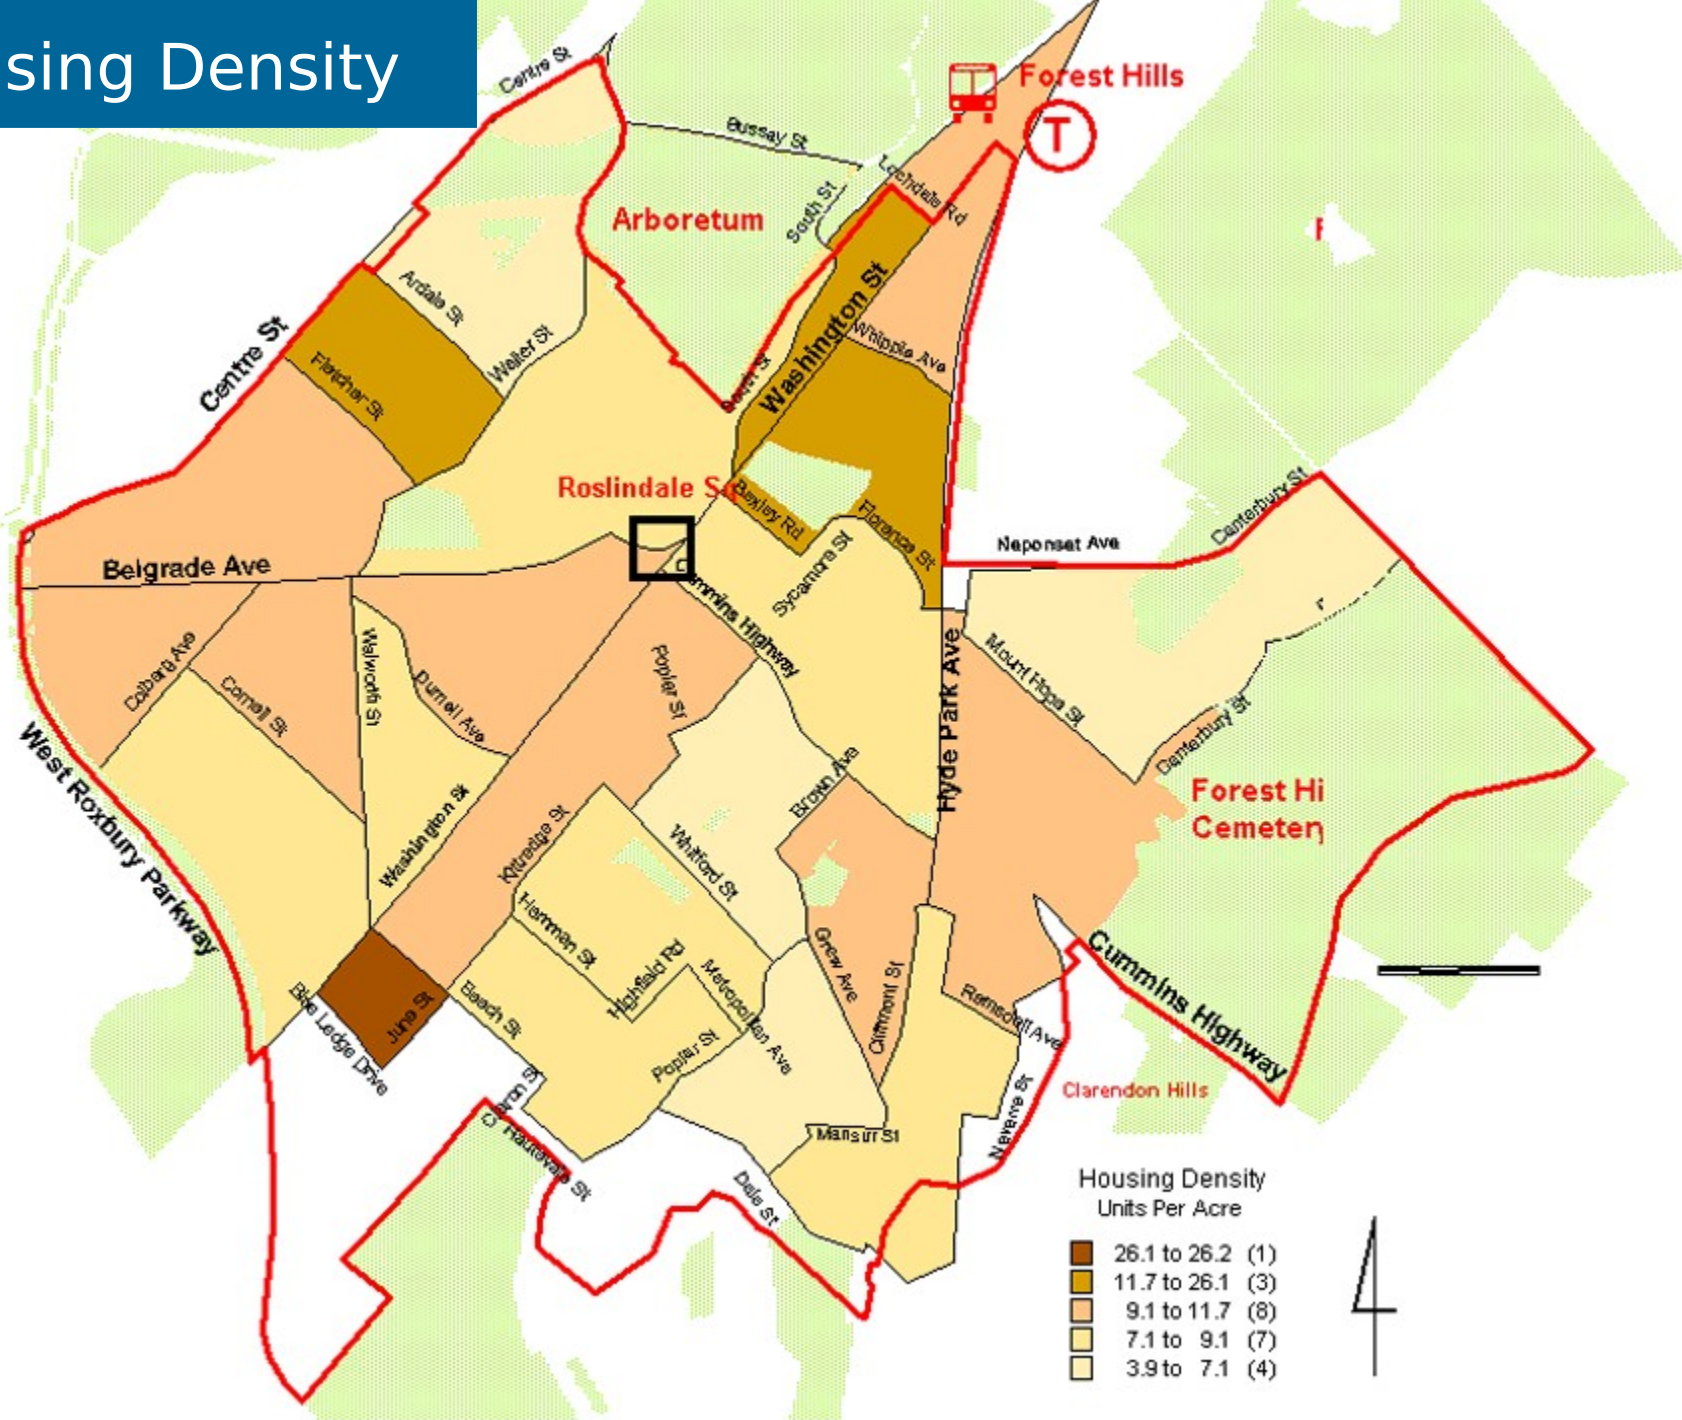 sing Density
Centre St
Forest Hills
T
Bussay St
Lochdale Rd
South St
Arboretum
Ardale St
Washington St
Whipple Ave
Walter St
Centre St
Fletcher St
South St
Roslindale Sq
Bexley Rd
Florence St
Canterbury St
Neponset Ave
Belgrade Ave
Sycamore St
Cummins Highway
Colberg Ave
Cornell St
Walworth St
Durnell Ave
Poplar St
Hyde Park Ave
Mount Hope St
Canterbury St
West Roxbury Parkway
Washington St
Brown Ave
Forest Hi
Cemetery
Kittredge St
Whitford St
Hamman St
Highfield Rd
Metropolitan Ave
Grew Ave
Clifmont St
Cummins Highway
Ramsdell Ave
Blue Ledge Drive
June St
Beech St
Poplar St
Clarendon Hills
Neverre St
Mansur St
Hautevale St
Dale St
Housing Density
Units Per Acre
26.1 to 26.2 (1)
11.7 to 26.1 (3)
9.1 to 11.7 (8)
7.1 to 9.1 (7)
3.9 to 7.1 (4)